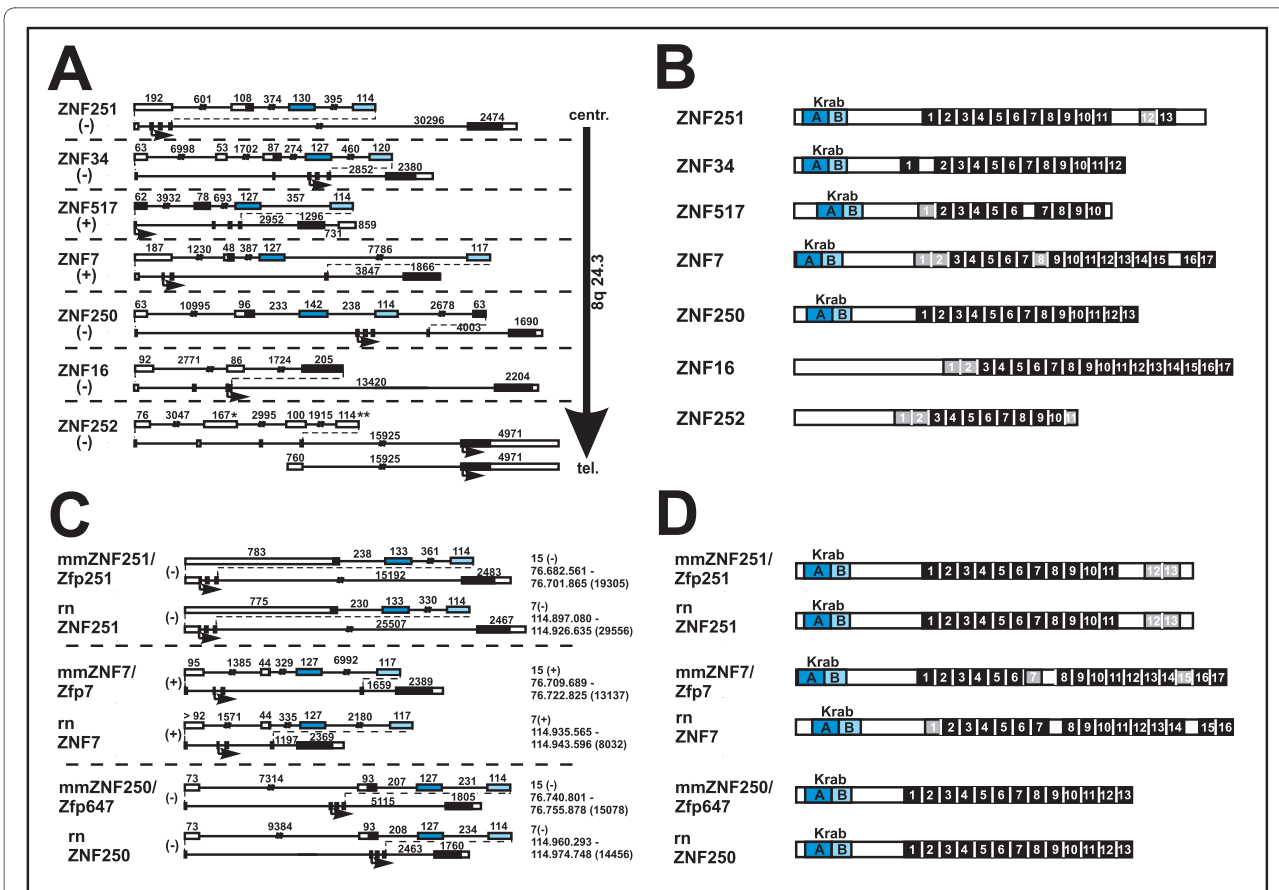 A
ZNF251
(-)
192 601 108 374 130 395 114
30296 2474
ZNF34
(-)
63 6998 53 1702 87 274 127 460 120
2852 2380
ZNF517
(+)
62 3932 78 693 127 357 114
2952 1296 731 859
ZNF7
(+)
187 1230 48 387 127 7786 117
3847 1866
ZNF250
(-)
63 10995 96 233 142 238 114 2678 63
4003 1690
ZNF16
(-)
92 2771 86 1724 205
13420 2204
ZNF252
(-)
76 3047 167* 2995 100 1915 114**
15925 4971
760 15925 4971
centr.
8q 24.3
tel.
B
Krab
ZNF251 A B 1 2 3 4 5 6 7 8 9 10 11 12 13
Krab
ZNF34 A B 1 2 3 4 5 6 7 8 9 10 11 12
Krab
ZNF517 A B 1 2 3 4 5 6 7 8 9 10
Krab
ZNF7 A B 1 2 3 4 5 6 7 8 9 10 11 12 13 14 15 16 17
Krab
ZNF250 A B 1 2 3 4 5 6 7 8 9 10 11 12 13
ZNF16 1 2 3 4 5 6 7 8 9 10 11 12 13 14 15 16 17
ZNF252 1 2 3 4 5 6 7 8 9 10 11
C
mmZNF251/
Zfp251
(-)
783 238 133 361 114
15192 2483
15 (-)
76.682.561 -
76.701.865 (19305)
rn
ZNF251
(-)
775 230 133 330 114
25507 2467
7(-)
114.897.080 -
114.926.635 (29556)
mmZNF7/
Zfp7
(+)
95 1385 44 329 127 6992 117
1659 2389
15 (+)
76.709.689 -
76.722.825 (13137)
rn
ZNF7
(+)
> 92 1571 44 335 127 2180 117
1197 2369
7(+)
114.935.565 -
114.943.596 (8032)
mmZNF250/
Zfp647
(-)
73 7314 93 207 127 231 114
5115 1805
15 (-)
76.740.801 -
76.755.878 (15078)
rn
ZNF250
(-)
73 9384 93 208 127 234 114
2463 1760
7(-)
114.960.293 -
114.974.748 (14456)
D
mmZNF251/
Zfp251
Krab
A B 1 2 3 4 5 6 7 8 9 10 11 12 13
rn
ZNF251
Krab
A B 1 2 3 4 5 6 7 8 9 10 11 12 13
mmZNF7/
Zfp7
Krab
A B 1 2 3 4 5 6 7 8 9 10 11 12 13 14 15 16 17
rn
ZNF7
Krab
A B 1 2 3 4 5 6 7 8 9 10 11 12 13 14 15 16
mmZNF250/
Zfp647
Krab
A B 1 2 3 4 5 6 7 8 9 10 11 12 13
rn
ZNF250
Krab
A B 1 2 3 4 5 6 7 8 9 10 11 12 13